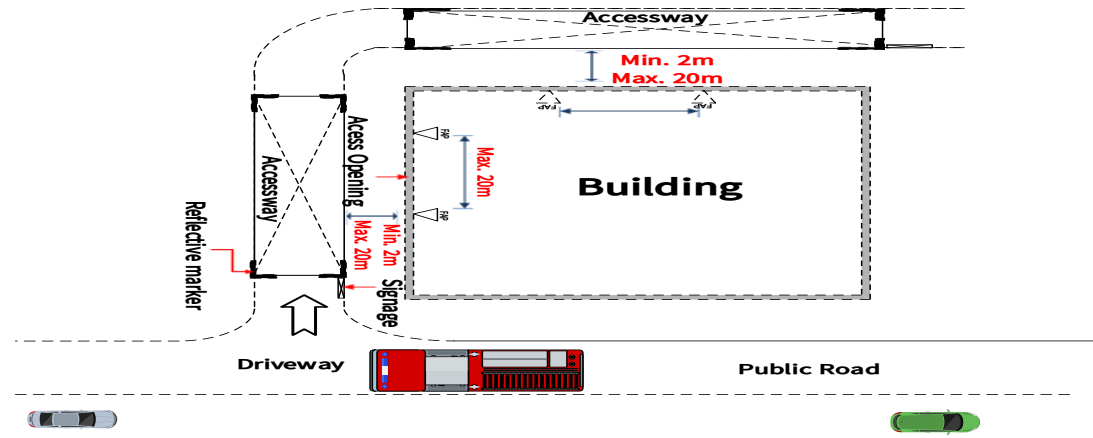 Accessway
Min. 2m
Max. 20m
FAP
FAP
Acess Opening
FAP
Max. 20m
Accessway
Building
FAP
Reflective marker
Min. 2m
Max. 20m
Signage
Driveway
Public Road